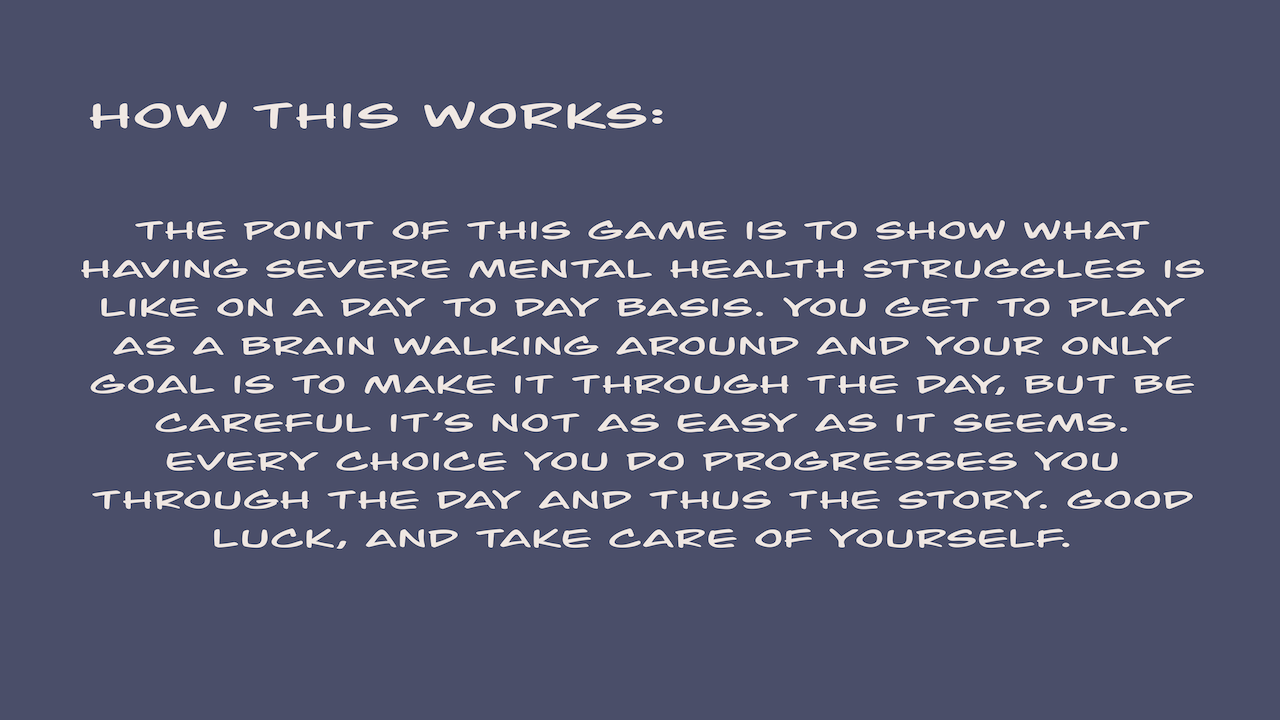 HOW THIS WORKS:
THE POINT OF THIS GAME IS TO SHOW WHAT
HAVING SEVERE MENTAL HEALTH STRUGGLES IS
LIKE ON A DAY TO DAY BASIS. YOU GET TO PLAY
AS A BRAIN WALKING AROUND AND YOUR ONLY
GOAL IS TO MAKE IT THROUGH THE DAY, BUT BE
CAREFUL IT'S NOT AS EASY AS IT SEEMS.
EVERY CHOICE YOU DO PROGRESSES YOU
THROUGH THE DAY AND THUS THE STORY. GOOD
LUCK, AND TAKE CARE OF YOURSELF.